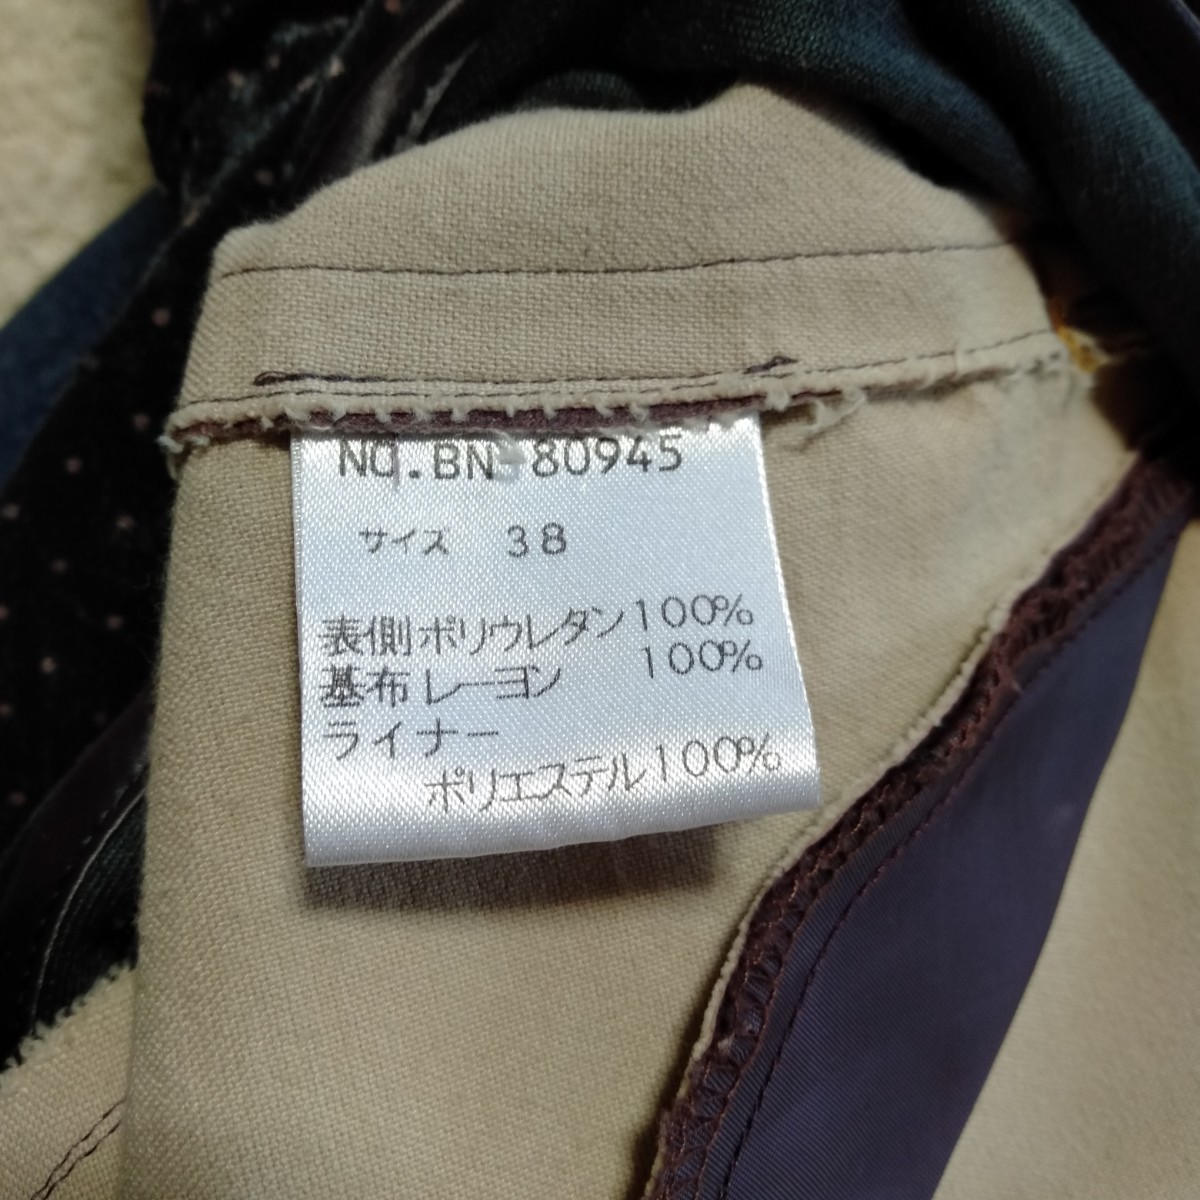 NO.BN-80945
サイズ 38
表側ポリウレタン100%
基布レーヨン 100%
ライナー
ポリエステル100%